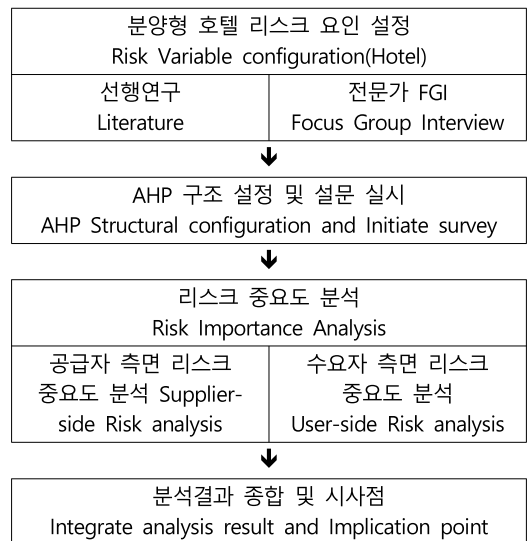 분양형 호텔 리스크 요인 설정
Risk Variable configuration(Hotel)
선행연구
Literature
전문가 FGI
Focus Group Interview
AHP 구조 설정 및 설문 실시
AHP Structural configuration and Initiate survey
리스크 중요도 분석
Risk Importance Analysis
공급자 측면 리스크
중요도 분석 Supplier-
side Risk analysis
수요자 측면 리스크
중요도 분석
User-side Risk analysis
분석결과 종합 및 시사점
Integrate analysis result and Implication point